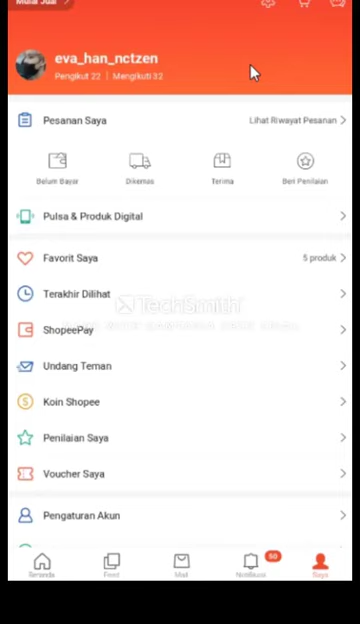 Mulai Jual
eva_han_nctzen
Pengikut 22 | Mengikuti 32
Pesanan Saya
Lihat Riwayat Pesanan
Belum Bayar
Dikemas
Terima
Beri Penilaian
Pulsa & Produk Digital
Favorit Saya
5 produk
Terakhir Dilihat
TechSmith
ShopeePay
Undang Teman
Koin Shopee
Penilaian Saya
Voucher Saya
Pengaturan Akun
Beranda
Feed
Mall
Notifikasi
Saya